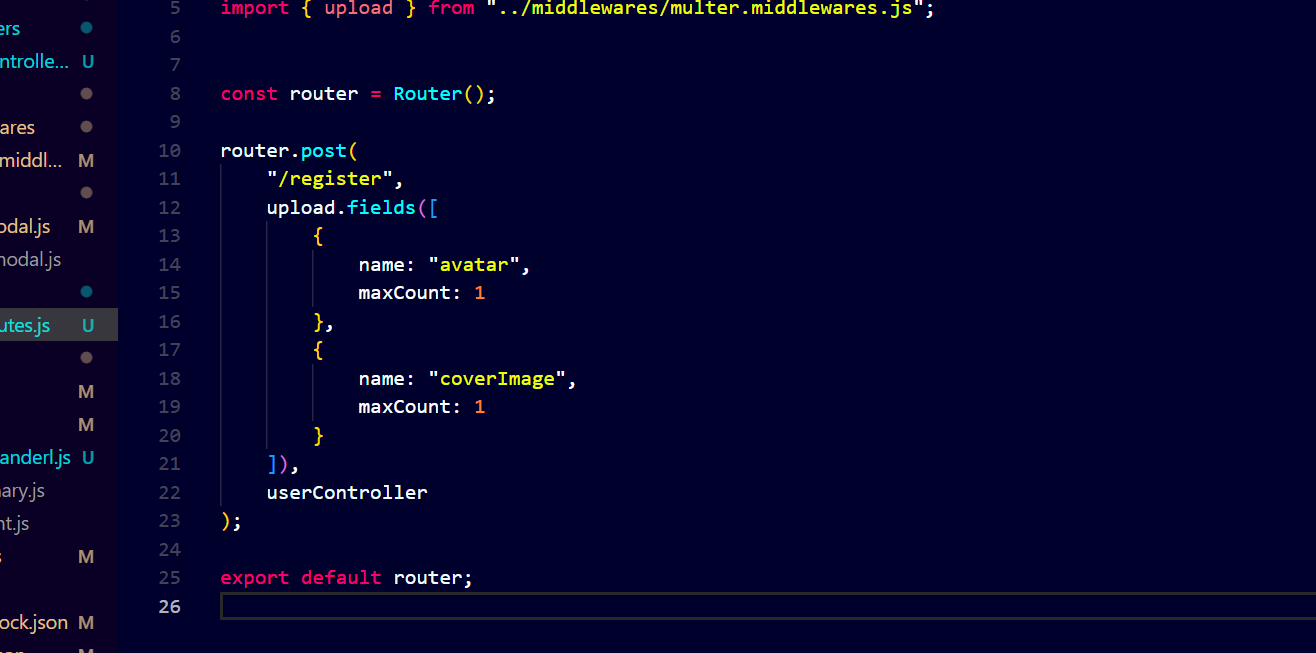 5 import { upload } from "../middlewares/multer.middlewares.js";
6
7
8 const router = Router();
9
10 router.post(
11 "/register",
12 upload.fields([
13 {
14 name: "avatar",
15 maxCount: 1
16 },
17 {
18 name: "coverImage",
19 maxCount: 1
20 }
21 ]),
22 userController
23 );
24
25 export default router;
26
ers
ntrolle... U
ares
middl... M
odal.js M
nodal.js
utes.js U
M
M
anderl.js U
ary.js
nt.js
s M
ock.json M